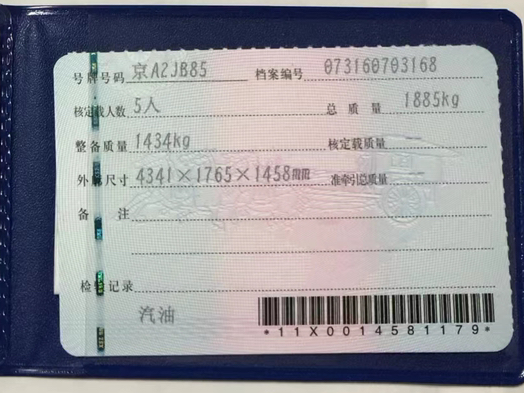 号牌号码 京A2JB85 档案编号 073160703168
核定载人数 5人 总质量 1885kg
整备质量 1434kg 核定载质量
外廓尺寸 4341×1765×1458mm 准牵引总质量
备注
检验记录
汽油
*11X0014581179*